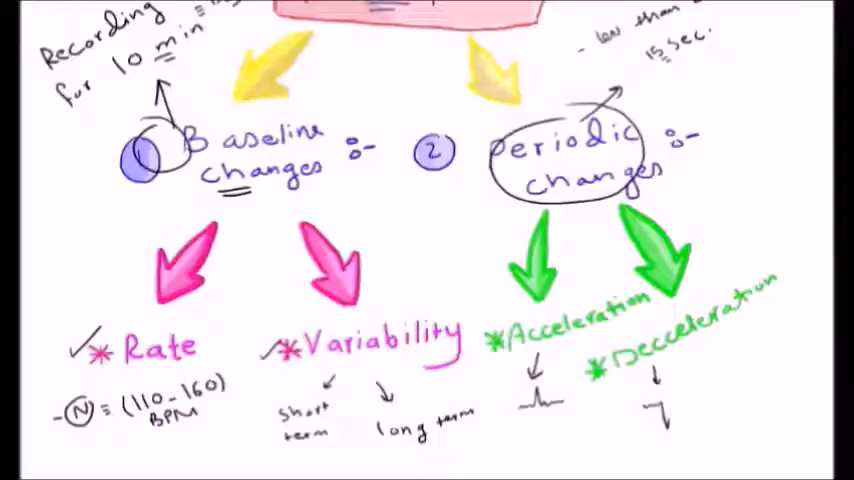 Recording
for 10 min
- less than
15 sec.
Baseline
changes :-
2 Periodic
changes :-
* Rate
- N = (110-160)
BPM
* Variability
short
term
long term
* Acceleration
* Decceleration